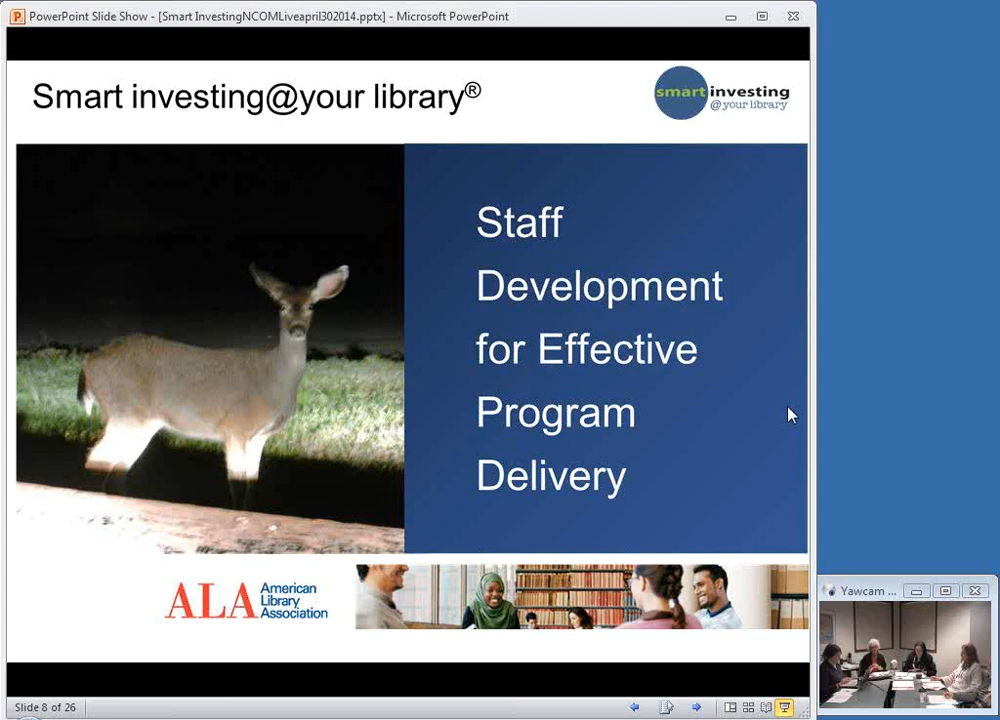 PowerPoint Slide Show - [Smart InvestingNCOMLiveapril302014.pptx] - Microsoft PowerPoint
Smart investing@your library®
smart investing
@your library®
Staff
Development
for Effective
Program
Delivery
ALA American
Library
Association
Yawcam ...
Slide 8 of 26